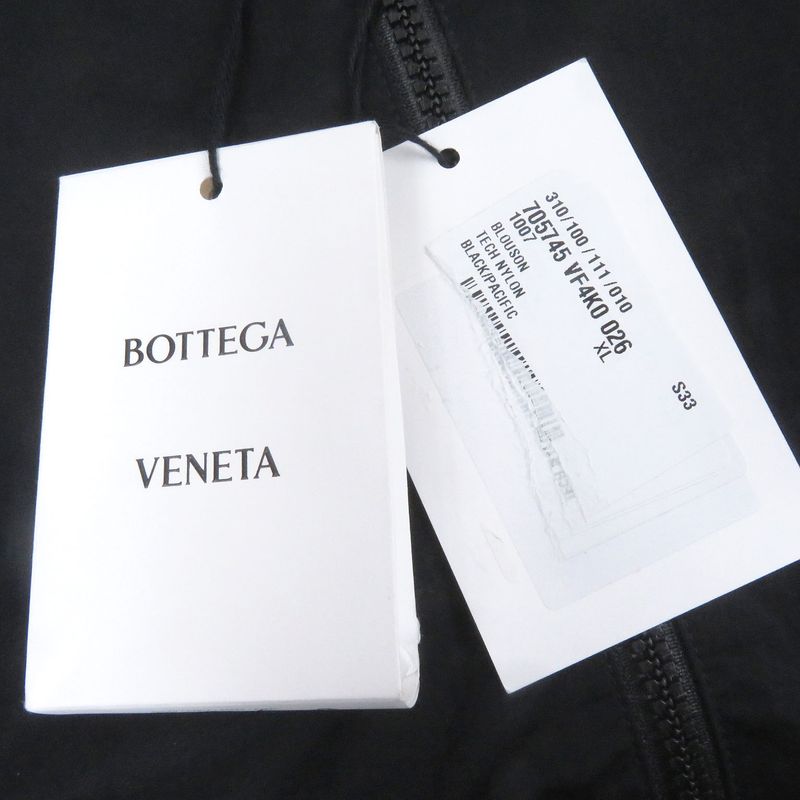 BOTTEGA
VENETA
310/100/111/010
705745 VF4K0 026
1007
XL
BLOUSON
TECH NYLON
BLACK/PACIFIC
S33